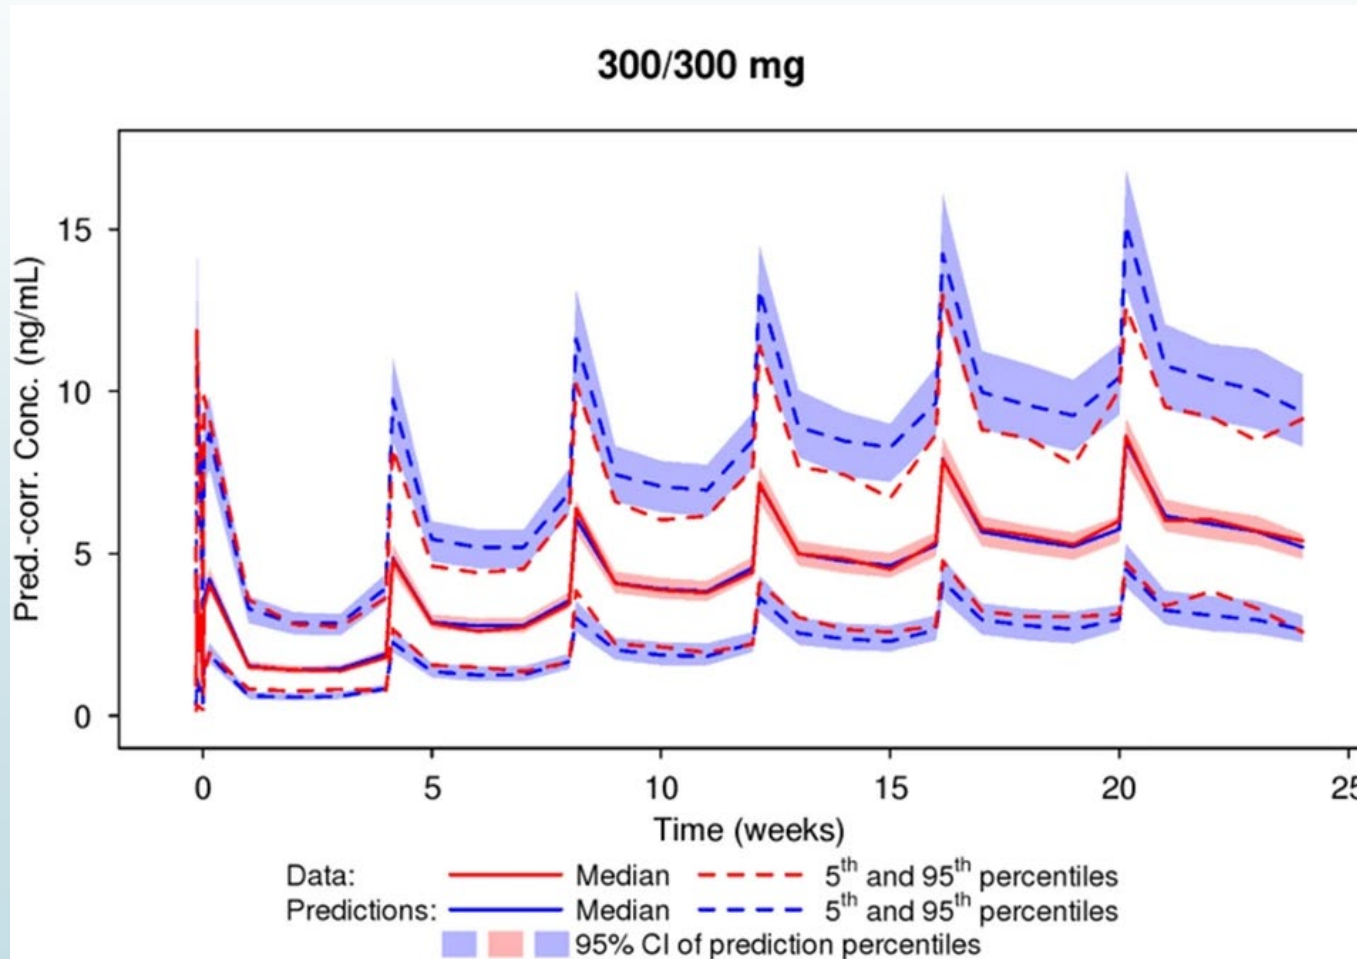 300/300 mg
Pred.-corr. Conc. (ng/mL)
15
10
5
0
0 5 10 15 20 25
Time (weeks)
Data: Median 5th and 95th percentiles
Predictions: Median 5th and 95th percentiles
95% CI of prediction percentiles